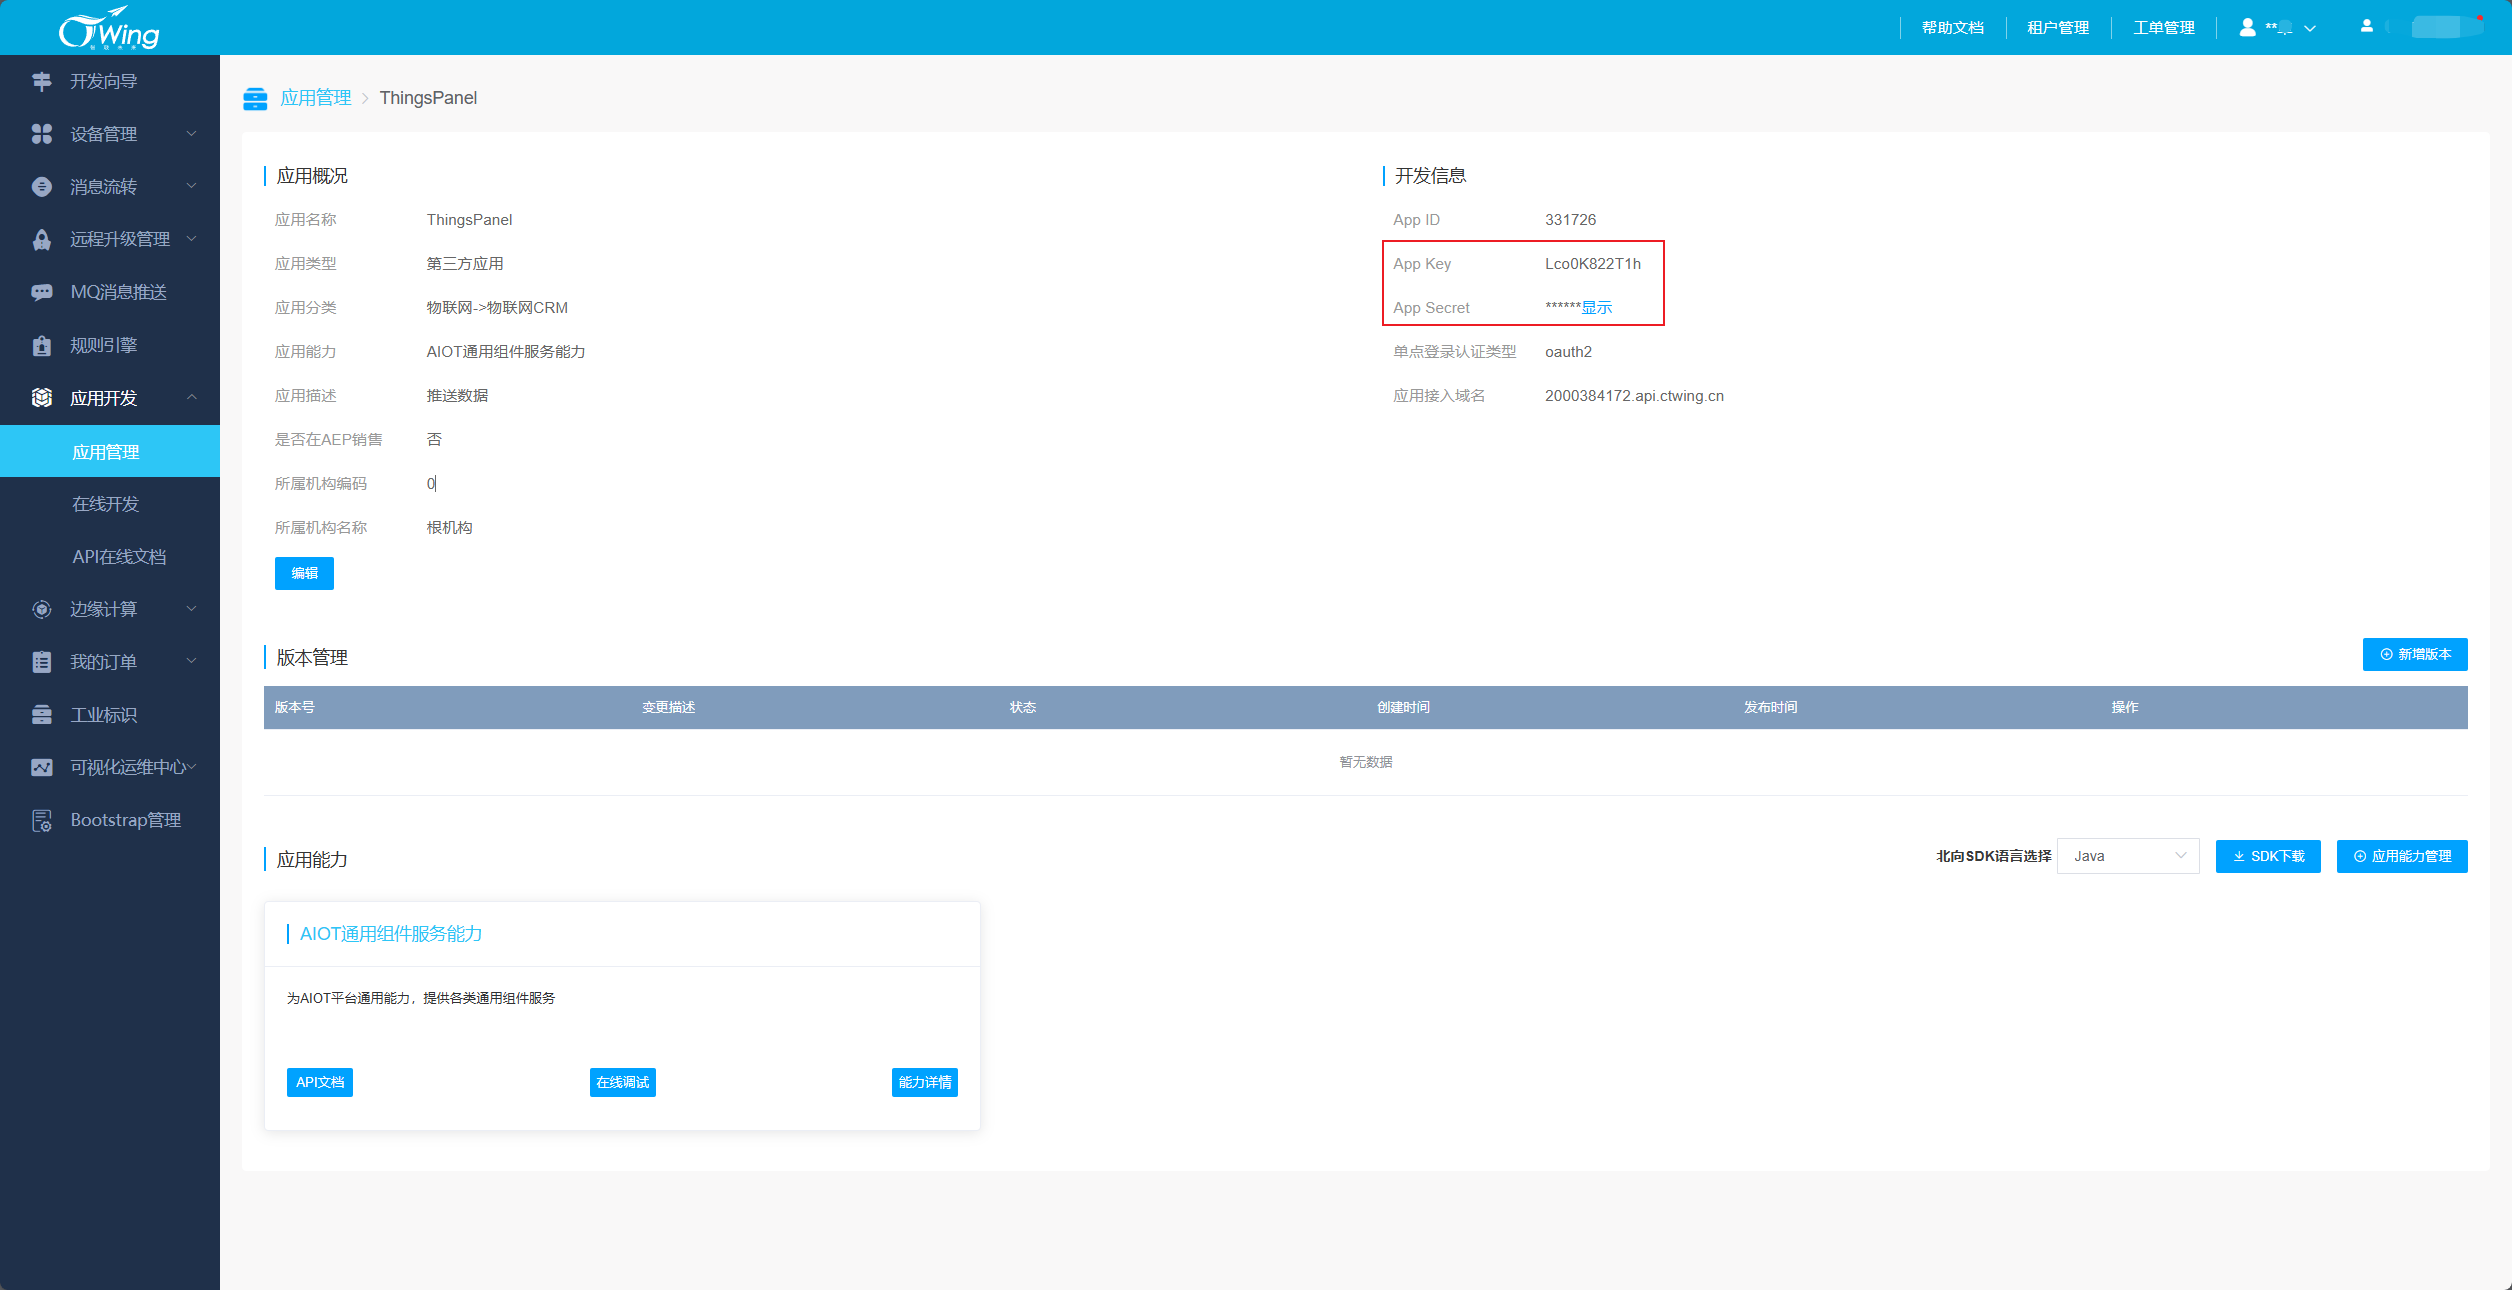 Wing
帮助文档
租户管理
工单管理
**
开发向导
设备管理
消息流转
远程升级管理
MQ消息推送
规则引擎
应用开发
应用管理
在线开发
API在线文档
边缘计算
我的订单
工业标识
可视化运维中心
Bootstrap管理
应用管理 > ThingsPanel
应用概况
应用名称 ThingsPanel
应用类型 第三方应用
应用分类 物联网->物联网CRM
应用能力 AIOT通用组件服务能力
应用描述 推送数据
是否在AEP销售 否
所属机构编码 0
所属机构名称 根机构
编辑
开发信息
App ID 331726
App Key Lco0K822T1h
App Secret ******显示
单点登录认证类型 oauth2
应用接入域名 2000384172.api.ctwing.cn
版本管理
新增版本
版本号 变更描述 状态 创建时间 发布时间 操作
暂无数据
应用能力
北向SDK语言选择 Java SDK下载 应用能力管理
AIOT通用组件服务能力
为AIOT平台通用能力，提供各类通用组件服务
API文档 在线调试 能力详情